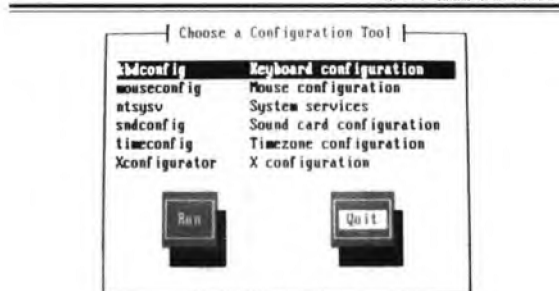 Choose a Configuration Tool
kbdconfig Keyboard configuration
mouseconfig Mouse configuration
ntsysv System services
sndconfig Sound card configuration
timeconfig Timezone configuration
Xconfigurator X configuration
Run Quit